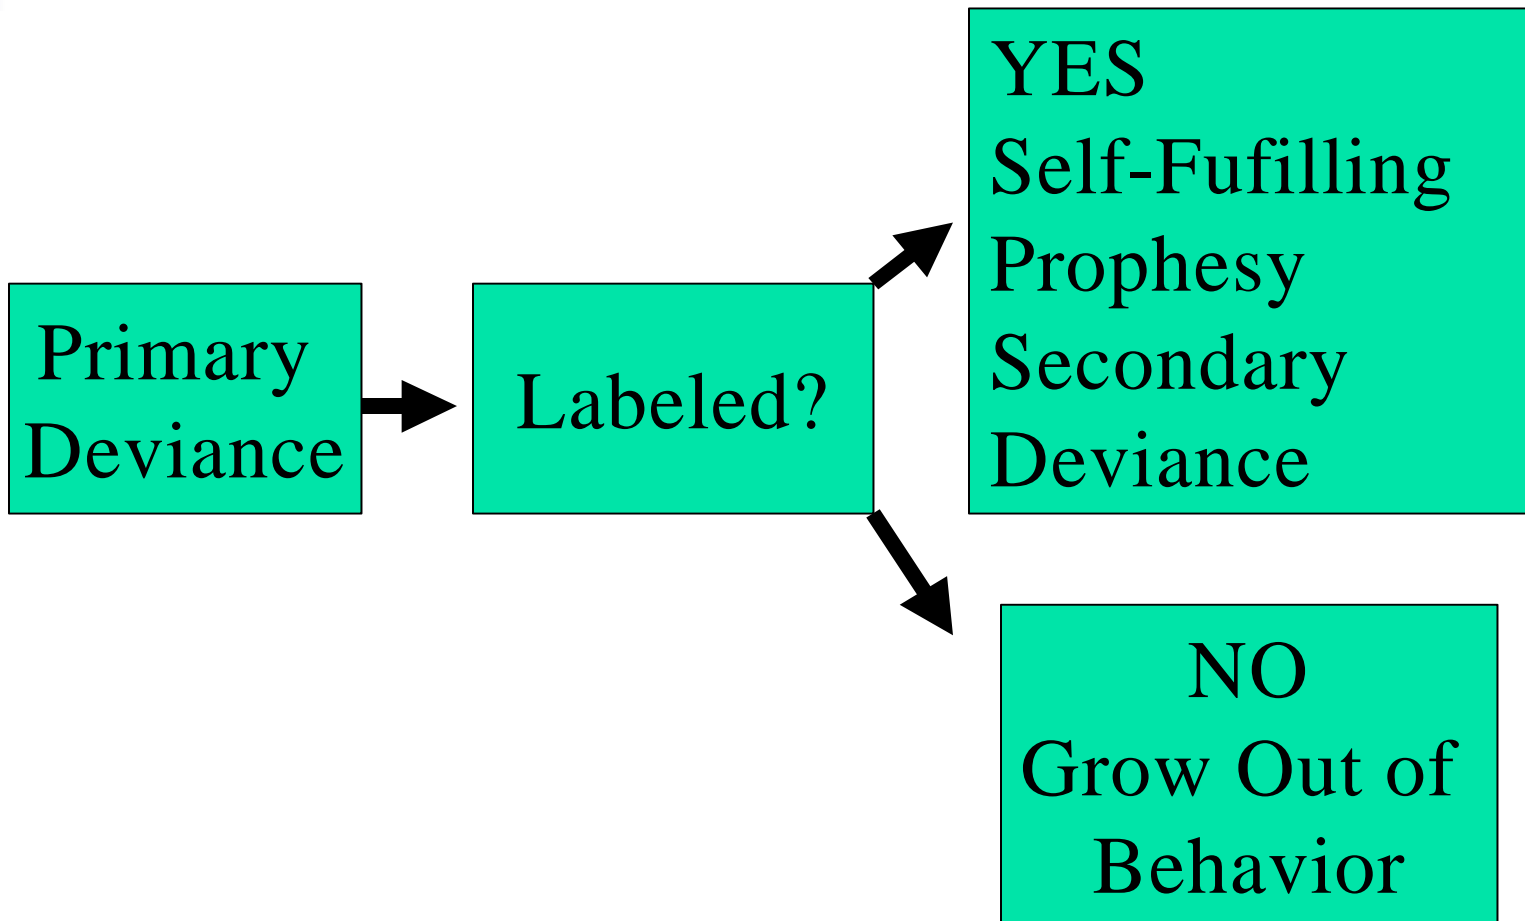 Primary
Deviance
Labeled?
YES
Self-Fufilling
Prophesy
Secondary
Deviance
NO
Grow Out of
Behavior